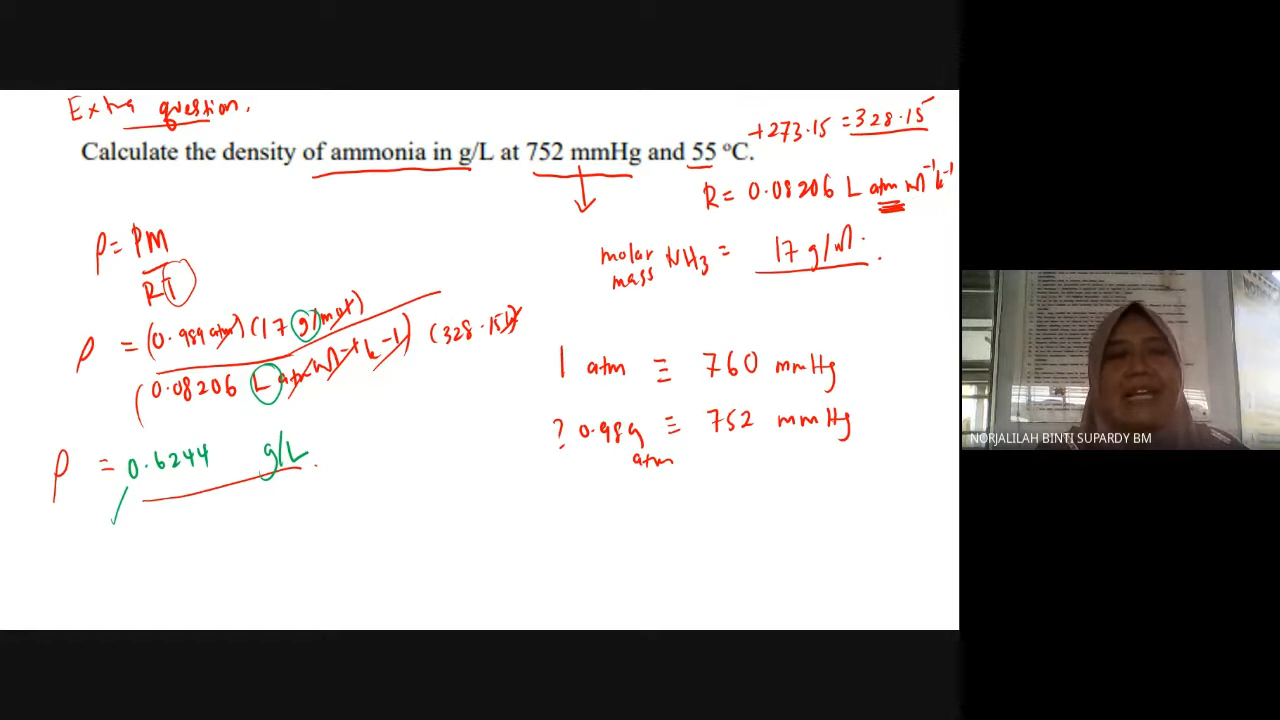 Extra question.
Calculate the density of ammonia in g/L at 752 mmHg and 55 °C.
+273.15 = 328.15
R = 0.08206 L atm mol⁻¹ k⁻¹
molar mass NH3 = 17 g/mol.
ρ = PM
RT
ρ = (0.989 atm) (17 g/mol)
(0.08206 L atm mol⁻¹ k⁻¹) (328.15 k)
ρ = 0.6244 g/L.
1 atm ≡ 760 mmHg
? 0.989 atm ≡ 752 mmHg
NORJALILAH BINTI SUPARDY BM